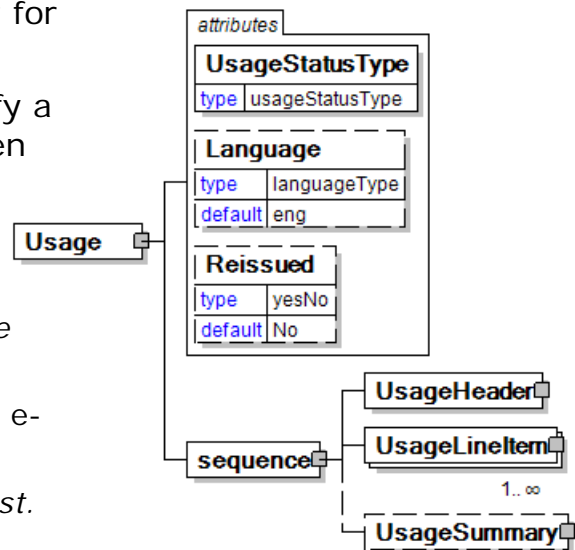 for
fy a
en
e
e-
st.
attributes
UsageStatusType
type usageStatusType
Language
type languageType
default eng
Reissued
type yesNo
default No
Usage
sequence
UsageHeader
UsageLineItem
1..∞
UsageSummary